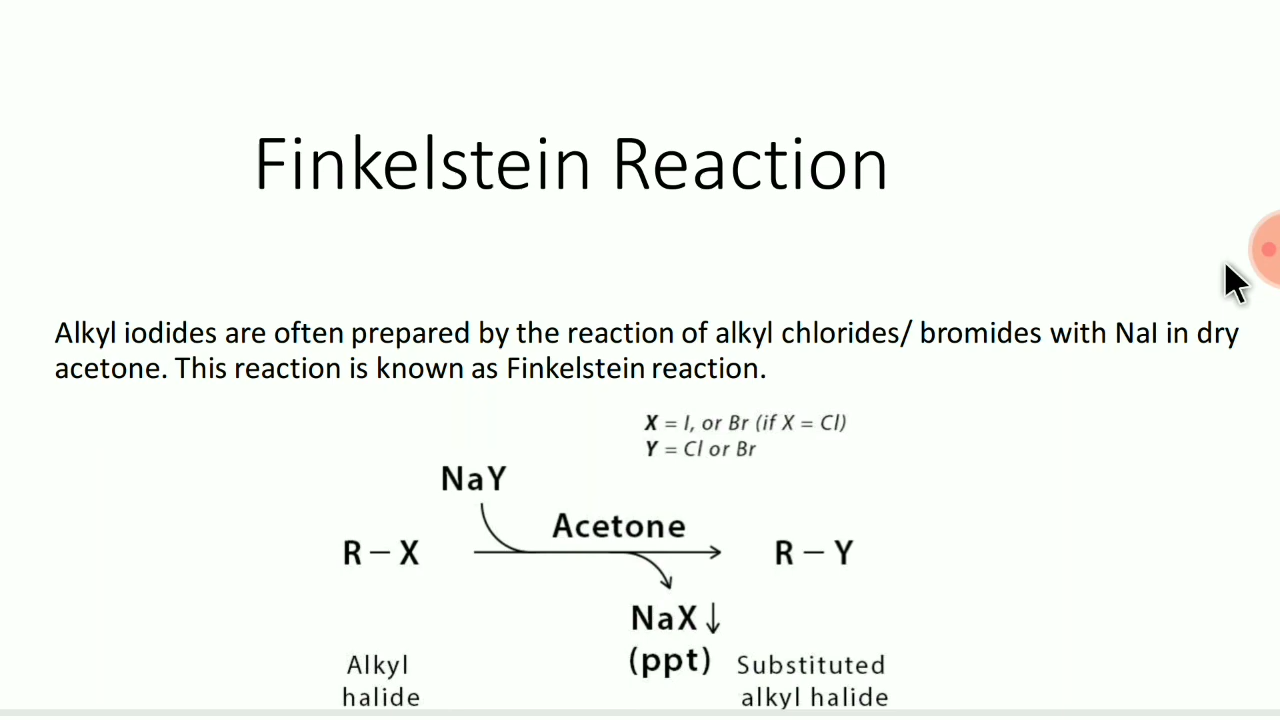 Finkelstein Reaction
Alkyl iodides are often prepared by the reaction of alkyl chlorides/ bromides with NaI in dry
acetone. This reaction is known as Finkelstein reaction.
X = I, or Br (if X = Cl)
Y = Cl or Br
NaY
Acetone
R – X
R – Y
NaX↓
(ppt)
Alkyl
halide
Substituted
alkyl halide